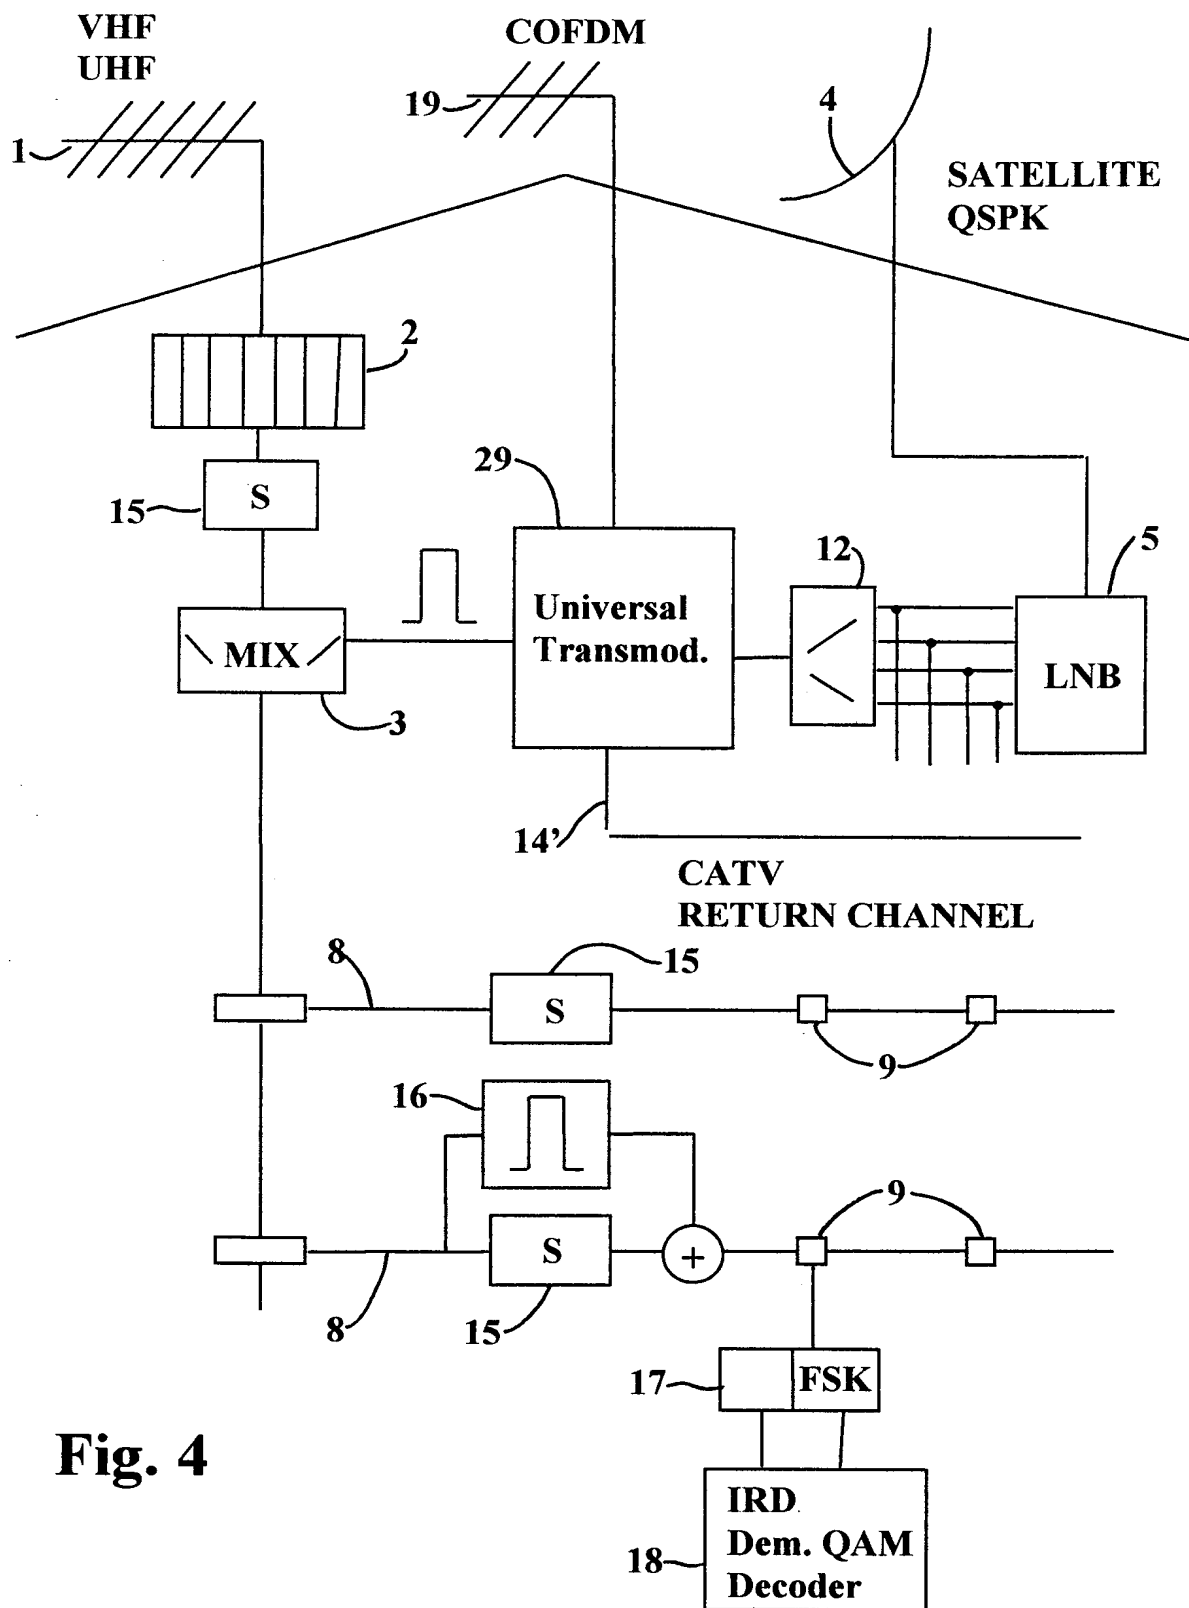 VHF
UHF
COFDM
19
4
1
SATELLITE
QSPK
2
29
15
S
12
5
Universal
Transmod.
MIX
LNB
3
14’
CATV
RETURN CHANNEL
8
15
S
9
16
9
S
+
8
15
17
FSK
Fig. 4
IRD
Dem. QAM
Decoder
18